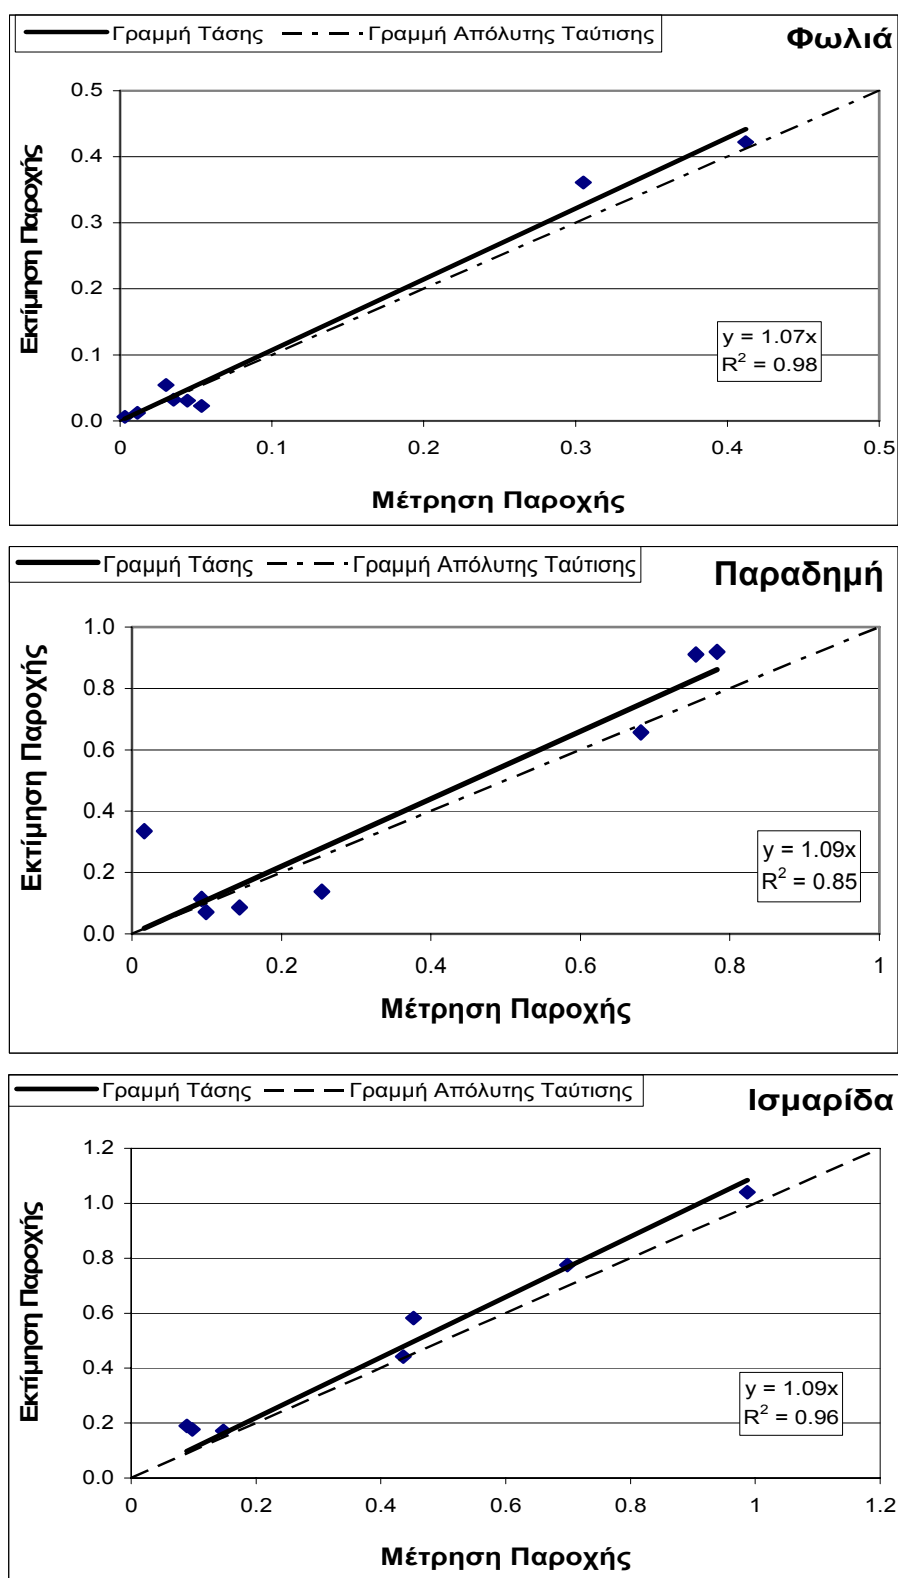 Γραμμή Τάσης Γραμμή Απόλυτης Ταύτισης
Φωλιά
0.5
0.4
0.3
0.2
0.1
0.0
Εκτίμηση Παροχής
y = 1.07x
R² = 0.98
0 0.1 0.2 0.3 0.4 0.5
Μέτρηση Παροχής
Γραμμή Τάσης Γραμμή Απόλυτης Ταύτισης
Παραδημή
1.0
0.8
0.6
0.4
0.2
0.0
Εκτίμηση Παροχής
y = 1.09x
R² = 0.85
0 0.2 0.4 0.6 0.8 1
Μέτρηση Παροχής
Γραμμή Τάσης Γραμμή Απόλυτης Ταύτισης
Ισμαρίδα
1.2
1.0
0.8
0.6
0.4
0.2
0.0
Εκτίμηση Παροχής
y = 1.09x
R² = 0.96
0 0.2 0.4 0.6 0.8 1 1.2
Μέτρηση Παροχής